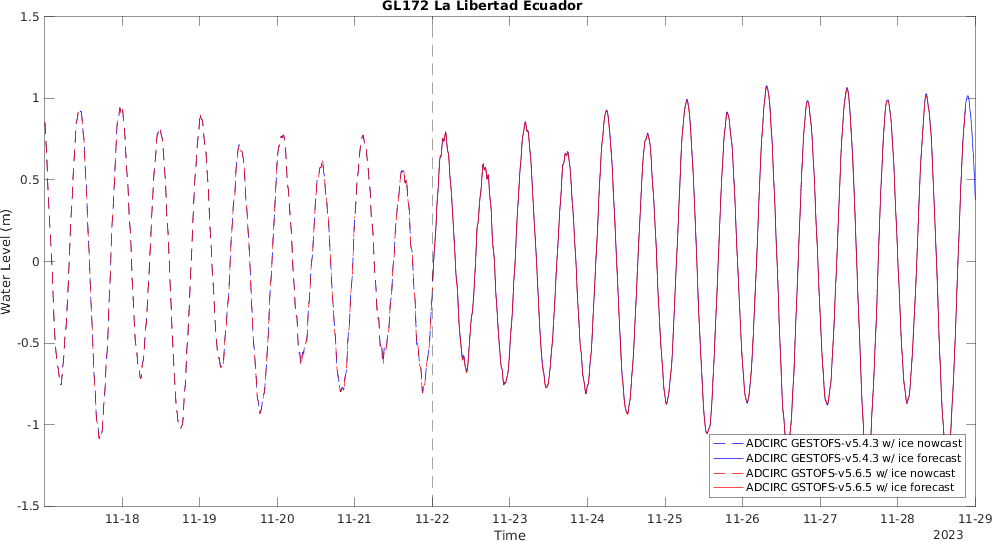 GL172 La Libertad Ecuador
1.5
1
0.5
0
-0.5
-1
-1.5
Water Level (m)
ADCIRC GESTOFS-v5.4.3 w/ ice nowcast
ADCIRC GESTOFS-v5.4.3 w/ ice forecast
ADCIRC GSTOFS-v5.6.5 w/ ice nowcast
ADCIRC GSTOFS-v5.6.5 w/ ice forecast
11-18 11-19 11-20 11-21 11-22 11-23 11-24 11-25 11-26 11-27 11-28 11-29
Time
2023